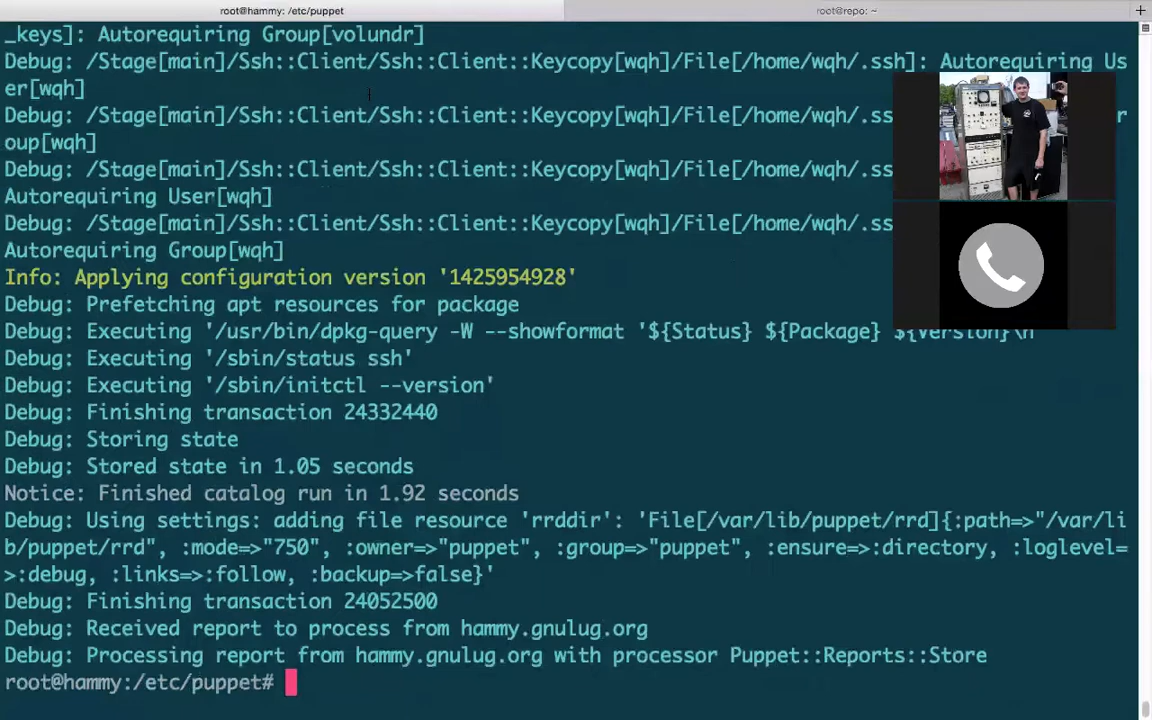 root@hammy: /etc/puppet
root@repo: ~
_keys]: Autorequiring Group[volundr]
Debug: /Stage[main]/Ssh::Client/Ssh::Client::Keycopy[wqh]/File[/home/wqh/.ssh]: Autorequiring Us
er[wqh]
Debug: /Stage[main]/Ssh::Client/Ssh::Client::Keycopy[wqh]/File[/home/wqh/.ss r
oup[wqh]
Debug: /Stage[main]/Ssh::Client/Ssh::Client::Keycopy[wqh]/File[/home/wqh/.ss
Autorequiring User[wqh]
Debug: /Stage[main]/Ssh::Client/Ssh::Client::Keycopy[wqh]/File[/home/wqh/.ss
Autorequiring Group[wqh]
Info: Applying configuration version '1425954928'
Debug: Prefetching apt resources for package
Debug: Executing '/usr/bin/dpkg-query -W --showformat '${Status} ${Package} ${Version}\n
Debug: Executing '/sbin/status ssh'
Debug: Executing '/sbin/initctl --version'
Debug: Finishing transaction 24332440
Debug: Storing state
Debug: Stored state in 1.05 seconds
Notice: Finished catalog run in 1.92 seconds
Debug: Using settings: adding file resource 'rrddir': 'File[/var/lib/puppet/rrd]{:path=>"/var/li
b/puppet/rrd", :mode=>"750", :owner=>"puppet", :group=>"puppet", :ensure=>:directory, :loglevel=
>:debug, :links=>:follow, :backup=>false}'
Debug: Finishing transaction 24052500
Debug: Received report to process from hammy.gnulug.org
Debug: Processing report from hammy.gnulug.org with processor Puppet::Reports::Store
root@hammy:/etc/puppet#